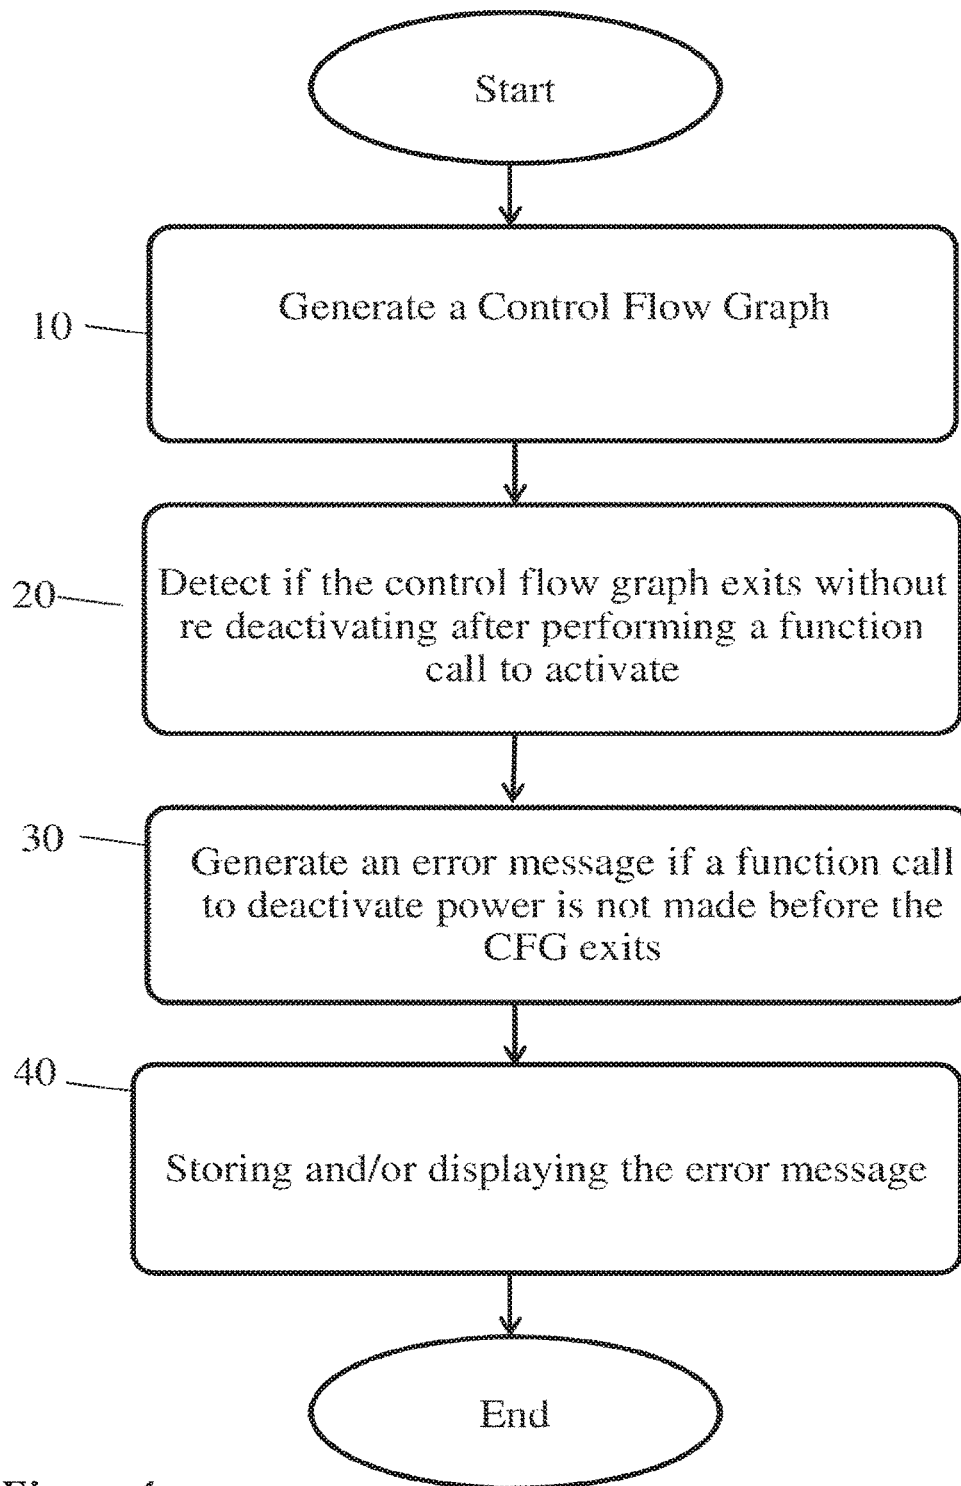 Start
Generate a Control Flow Graph
10
20
Detect if the control flow graph exits without
re deactivating after performing a function
call to activate
30
Generate an error message if a function call
to deactivate power is not made before the
CFG exits
40
Storing and/or displaying the error message
End